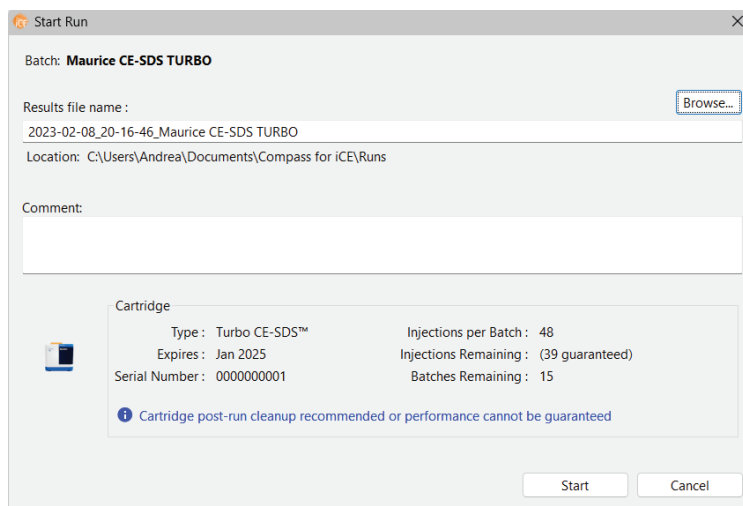 Start Run
Batch: Maurice CE-SDS TURBO
Browse...
Results file name :
2023-02-08_20-16-46_Maurice CE-SDS TURBO
Location: C:\Users\Andrea\Documents\Compass for iCE\Runs
Comment:
Cartridge
Type : Turbo CE-SDS™ Injections per Batch : 48
Expires : Jan 2025 Injections Remaining : (39 guaranteed)
Serial Number : 0000000001 Batches Remaining : 15
Cartridge post-run cleanup recommended or performance cannot be guaranteed
Start Cancel